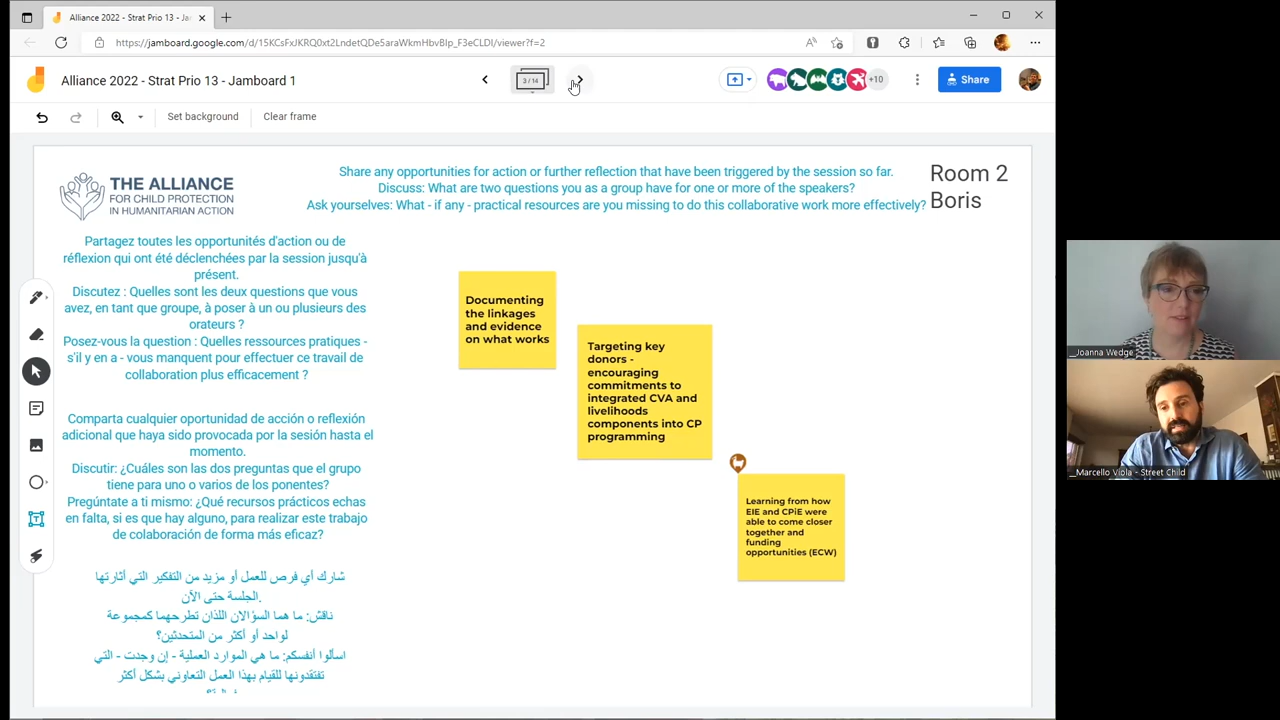 Alliance 2022 - Strat Prio 13 - Ja
https://jamboard.google.com/d/15KCsFxJKRQ0xt2LndetQDe5araWkmHbvBlp_F3eCLDI/viewer?f=2
Alliance 2022 - Strat Prio 13 - Jamboard 1
3 / 14
+10
Share
Set background
Clear frame
THE ALLIANCE
FOR CHILD PROTECTION
IN HUMANITARIAN ACTION
Share any opportunities for action or further reflection that have been triggered by the session so far.
Discuss: What are two questions you as a group have for one or more of the speakers?
Ask yourselves: What - if any - practical resources are you missing to do this collaborative work more effectively?
Room 2
Boris
Partagez toutes les opportunités d'action ou de
réflexion qui ont été déclenchées par la session jusqu'à
présent.
Discutez : Quelles sont les deux questions que vous
avez, en tant que groupe, à poser à un ou plusieurs des
orateurs ?
Posez-vous la question : Quelles ressources pratiques -
s'il y en a - vous manquent pour effectuer ce travail de
collaboration plus efficacement ?
Comparta cualquier oportunidad de acción o reflexión
adicional que haya sido provocada por la sesión hasta el
momento.
Discutir: ¿Cuáles son las dos preguntas que el grupo
tiene para uno o varios de los ponentes?
Pregúntate a ti mismo: ¿Qué recursos prácticos echas
en falta, si es que hay alguno, para realizar este trabajo
de colaboración de forma más eficaz?
شارك أي فرص للعمل أو مزيد من التفكير التي أثارتها
الجلسة حتى الآن.
ناقش: ما هما السؤالان اللذان تطرحهما كمجموعة
لواحد أو أكثر من المتحدثين؟
اسألوا أنفسكم: ما هي الموارد العملية - إن وجدت - التي
تفتقدونها للقيام بهذا العمل التعاوني بشكل أكثر
Documenting
the linkages
and evidence
on what works
Targeting key
donors -
encouraging
commitments to
integrated CVA and
livelihoods
components into CP
programming
Learning from how
EIE and CPiE were
able to come closer
together and
funding
opportunities (ECW)
__Joanna Wedge
__Marcello Viola - Street Child